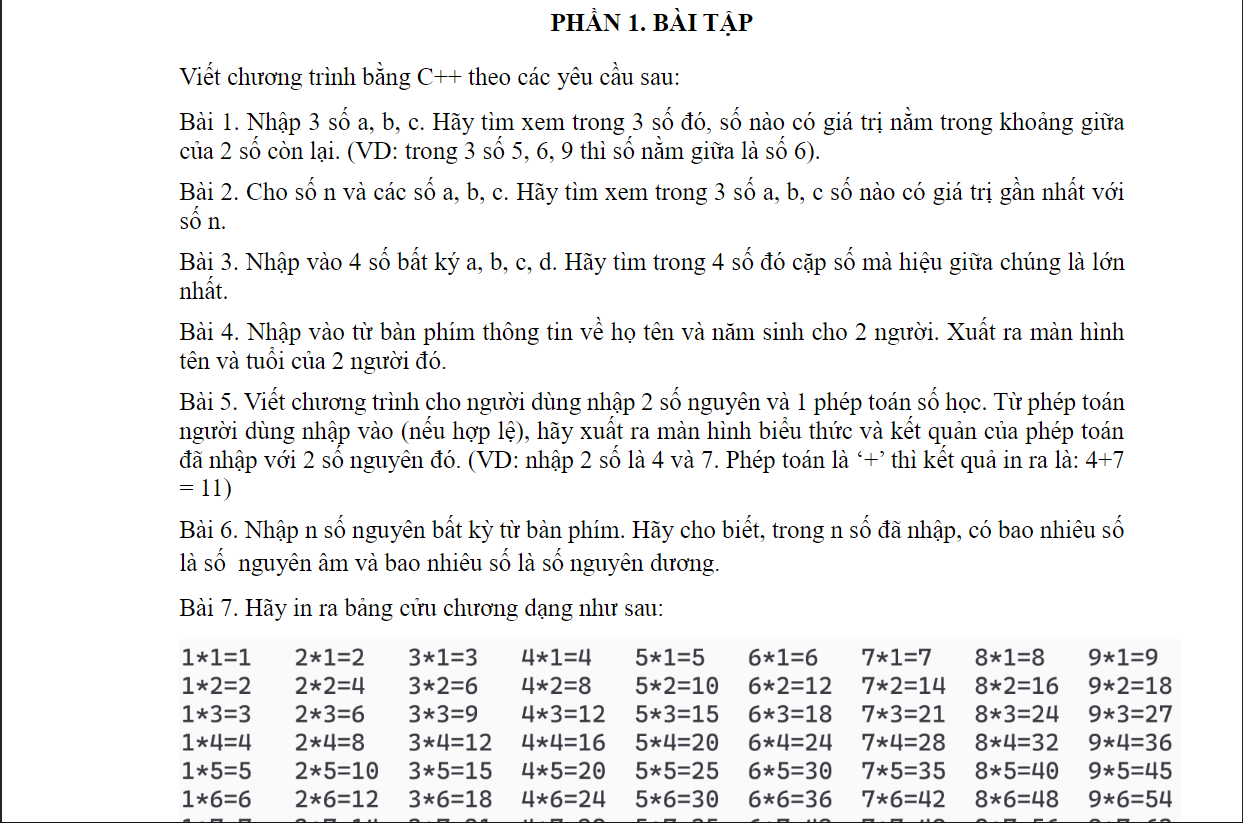 PHẦN 1. BÀI TẬP
Viết chương trình bằng C++ theo các yêu cầu sau:
Bài 1. Nhập 3 số a, b, c. Hãy tìm xem trong 3 số đó, số nào có giá trị nằm trong khoảng giữa
của 2 số còn lại. (VD: trong 3 số 5, 6, 9 thì số nằm giữa là số 6).
Bài 2. Cho số n và các số a, b, c. Hãy tìm xem trong 3 số a, b, c số nào có giá trị gần nhất với
số n.
Bài 3. Nhập vào 4 số bất ký a, b, c, d. Hãy tìm trong 4 số đó cặp số mà hiệu giữa chúng là lớn
nhất.
Bài 4. Nhập vào từ bàn phím thông tin về họ tên và năm sinh cho 2 người. Xuất ra màn hình
tên và tuổi của 2 người đó.
Bài 5. Viết chương trình cho người dùng nhập 2 số nguyên và 1 phép toán số học. Từ phép toán
người dùng nhập vào (nếu hợp lệ), hãy xuất ra màn hình biểu thức và kết quản của phép toán
đã nhập với 2 số nguyên đó. (VD: nhập 2 số là 4 và 7. Phép toán là ‘+’ thì kết quả in ra là: 4+7
= 11)
Bài 6. Nhập n số nguyên bất kỳ từ bàn phím. Hãy cho biết, trong n số đã nhập, có bao nhiêu số
là số  nguyên âm và bao nhiêu số là số nguyên dương.
Bài 7. Hãy in ra bảng cửu chương dạng như sau:
1*1=1 2*1=2 3*1=3 4*1=4 5*1=5 6*1=6 7*1=7 8*1=8 9*1=9
1*2=2 2*2=4 3*2=6 4*2=8 5*2=10 6*2=12 7*2=14 8*2=16 9*2=18
1*3=3 2*3=6 3*3=9 4*3=12 5*3=15 6*3=18 7*3=21 8*3=24 9*3=27
1*4=4 2*4=8 3*4=12 4*4=16 5*4=20 6*4=24 7*4=28 8*4=32 9*4=36
1*5=5 2*5=10 3*5=15 4*5=20 5*5=25 6*5=30 7*5=35 8*5=40 9*5=45
1*6=6 2*6=12 3*6=18 4*6=24 5*6=30 6*6=36 7*6=42 8*6=48 9*6=54